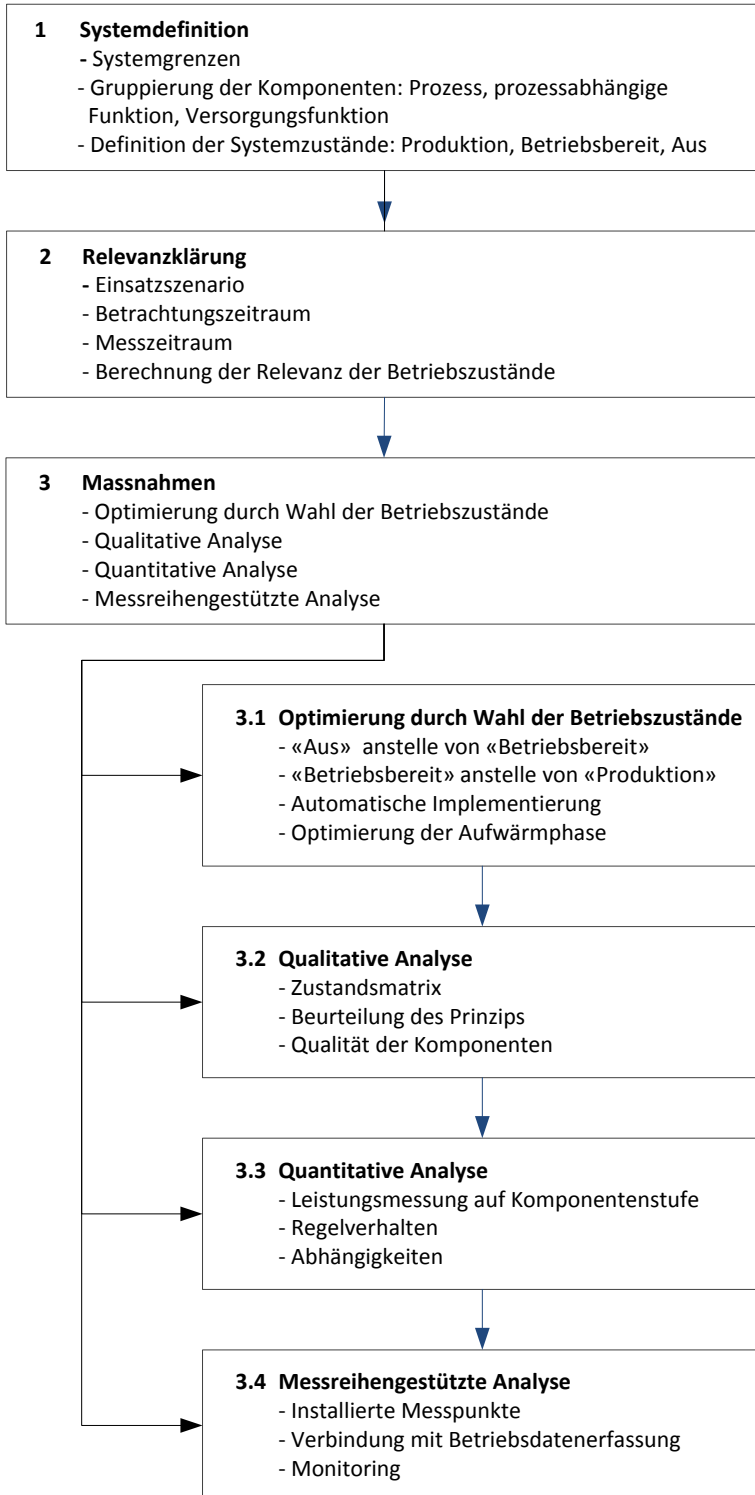 1 Systemdefinition
- Systemgrenzen
- Gruppierung der Komponenten: Prozess, prozessabhängige
Funktion, Versorgungsfunktion
- Definition der Systemzustände: Produktion, Betriebsbereit, Aus
2 Relevanzklärung
- Einsatzszenario
- Betrachtungszeitraum
- Messzeitraum
- Berechnung der Relevanz der Betriebszustände
3 Massnahmen
- Optimierung durch Wahl der Betriebszustände
- Qualitative Analyse
- Quantitative Analyse
- Messreihengestützte Analyse
3.1 Optimierung durch Wahl der Betriebszustände
- «Aus» anstelle von «Betriebsbereit»
- «Betriebsbereit» anstelle von «Produktion»
- Automatische Implementierung
- Optimierung der Aufwärmphase
3.2 Qualitative Analyse
- Zustandsmatrix
- Beurteilung des Prinzips
- Qualität der Komponenten
3.3 Quantitative Analyse
- Leistungsmessung auf Komponentenstufe
- Regelverhalten
- Abhängigkeiten
3.4 Messreihengestützte Analyse
- Installierte Messpunkte
- Verbindung mit Betriebsdatenerfassung
- Monitoring